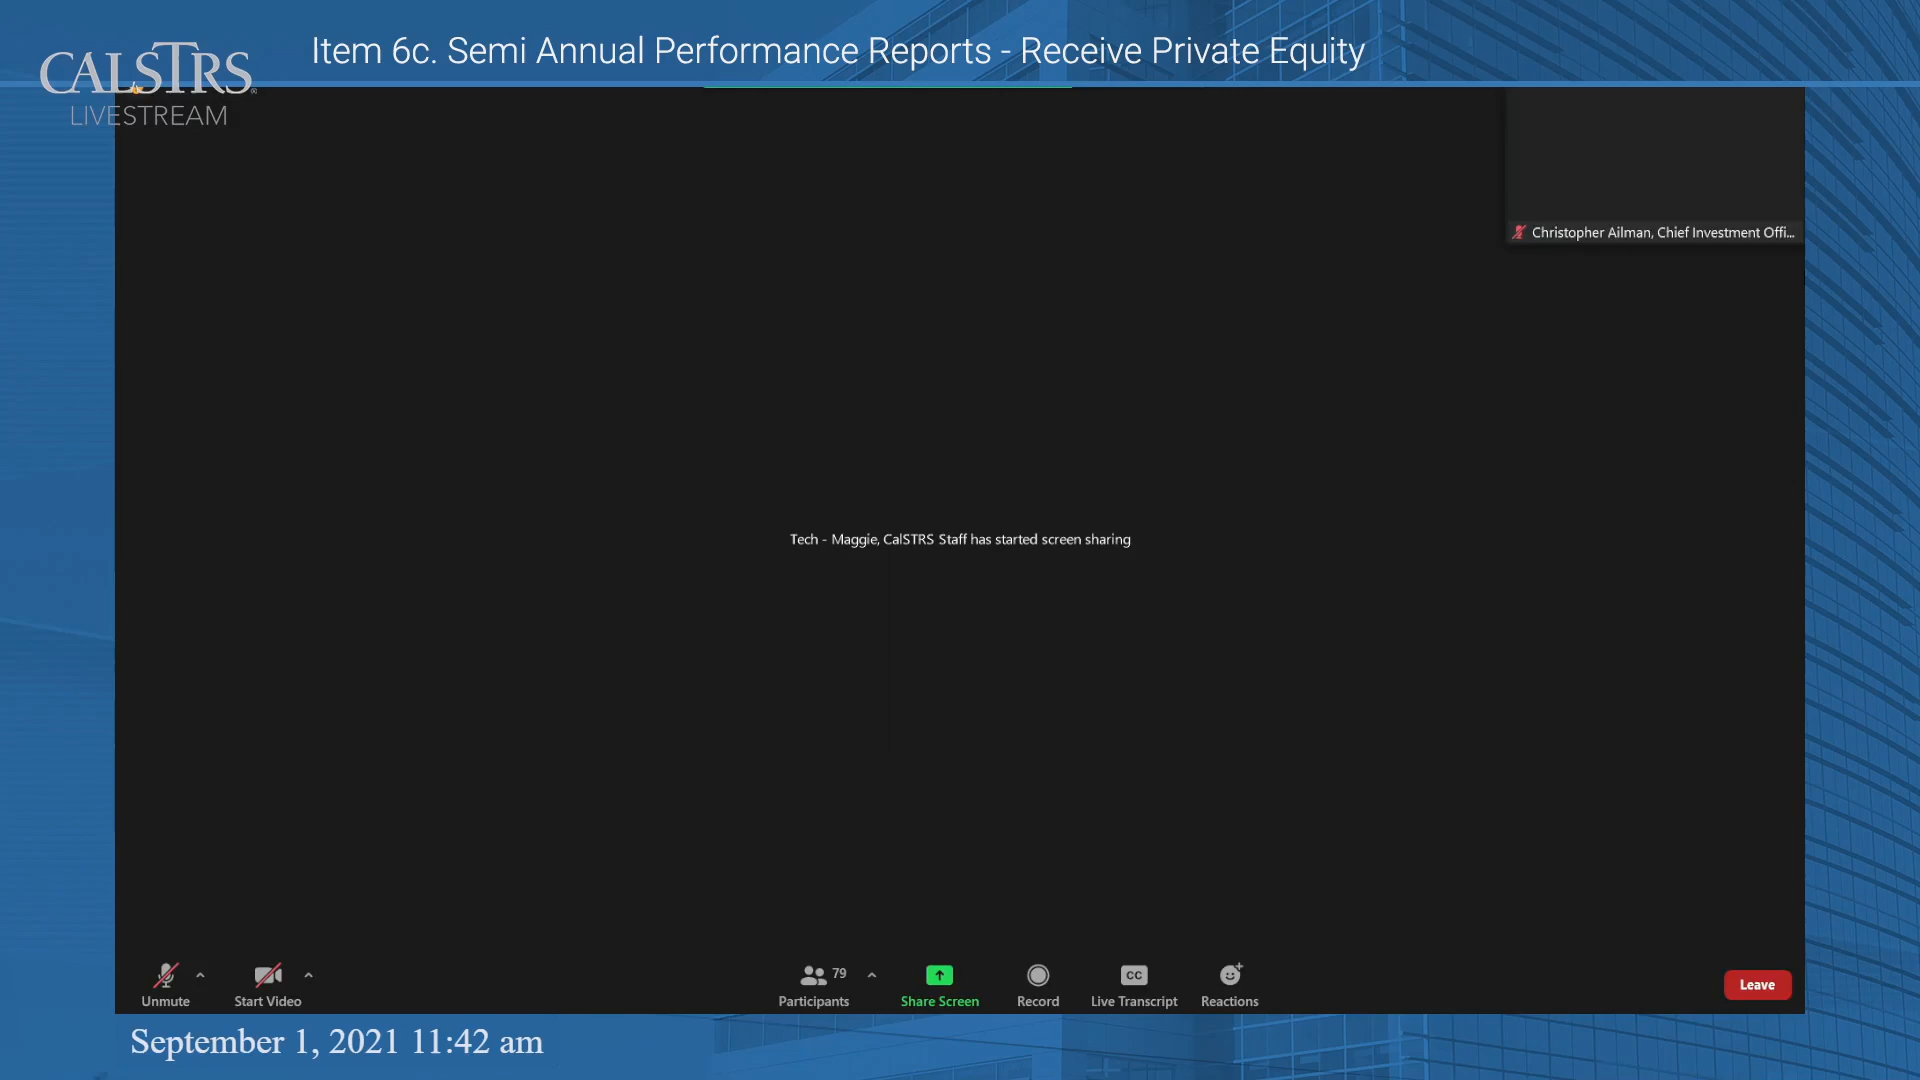 CALSTRS®
LIVESTREAM
Item 6c. Semi Annual Performance Reports - Receive Private Equity
Christopher Ailman, Chief Investment Offi...
Tech - Maggie, CalSTRS Staff has started screen sharing
Unmute
Start Video
79
Participants
Share Screen
Record
CC
Live Transcript
Reactions
Leave
September 1, 2021 11:42 am